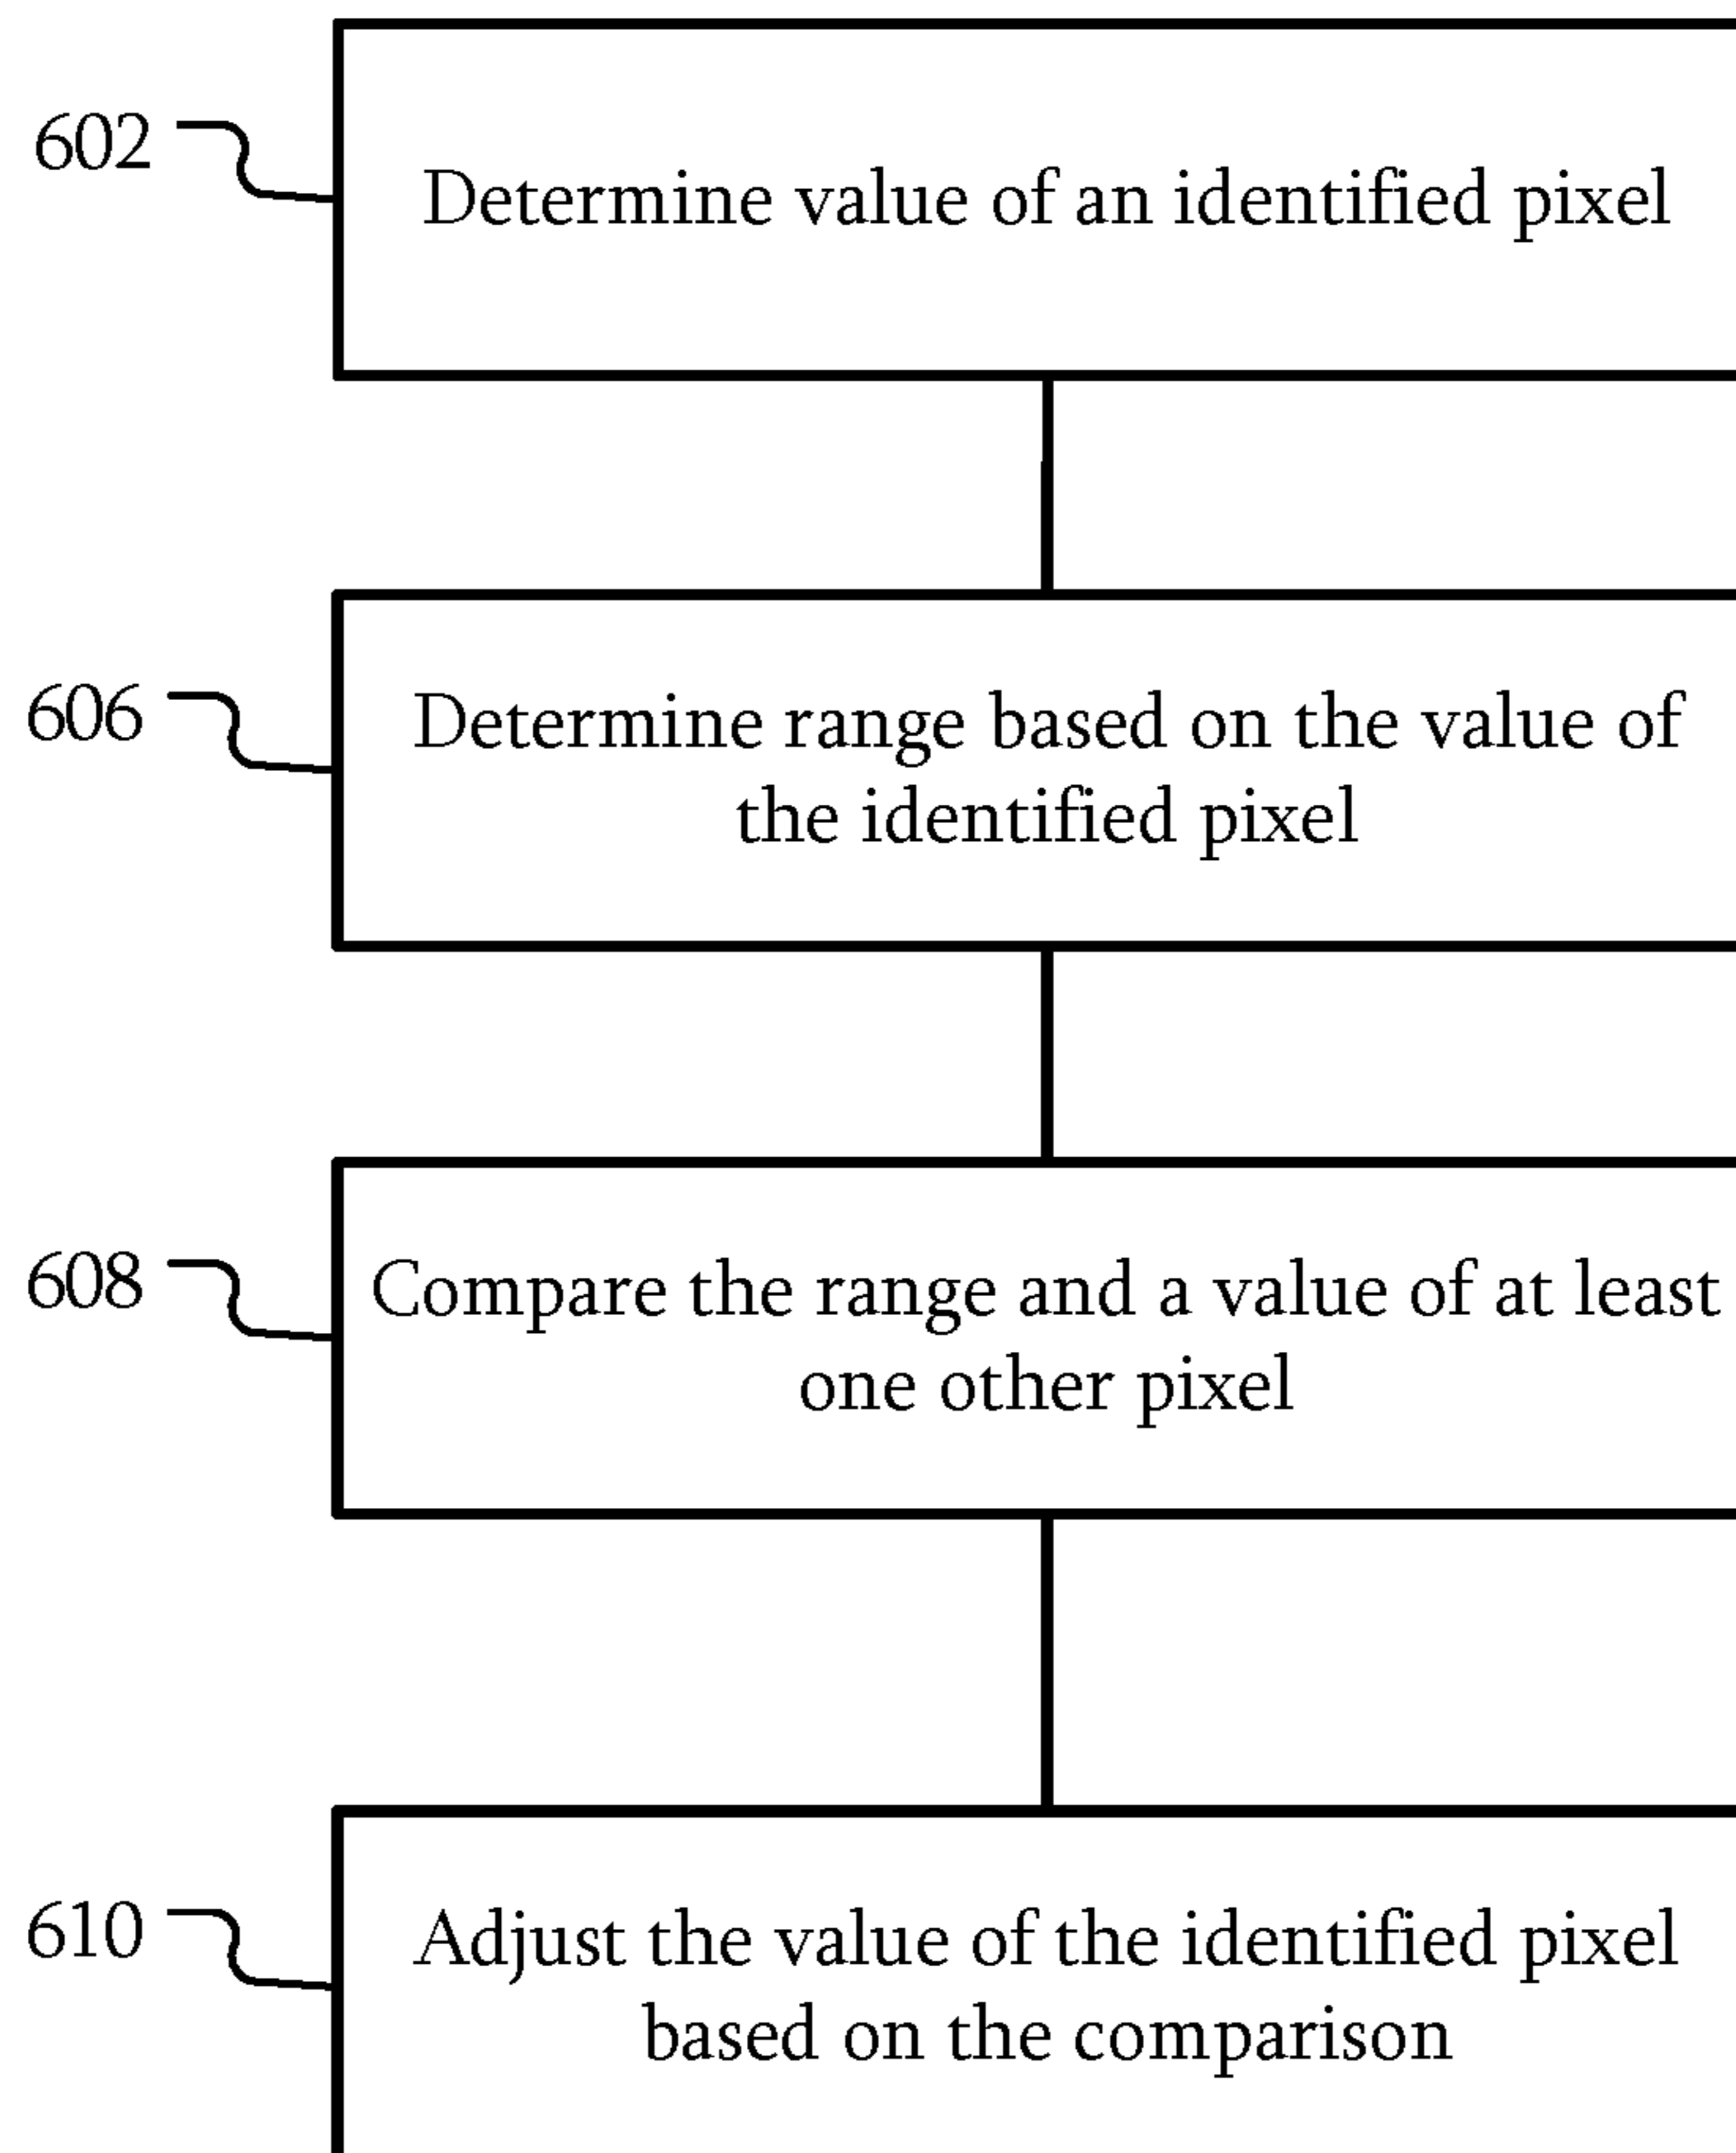 602
Determine value of an identified pixel
606
Determine range based on the value of
the identified pixel
608
Compare the range and a value of at least
one other pixel
610
Adjust the value of the identified pixel
based on the comparison